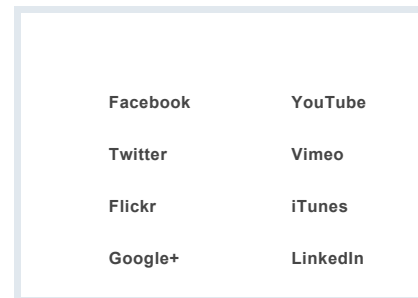 Facebook YouTube
Twitter Vimeo
Flickr iTunes
Google+ LinkedIn